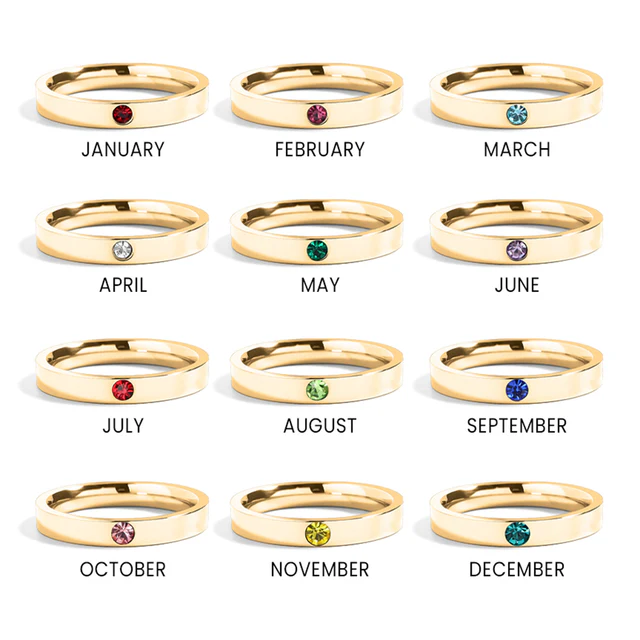 JANUARY
FEBRUARY
MARCH
APRIL
MAY
JUNE
JULY
AUGUST
SEPTEMBER
OCTOBER
NOVEMBER
DECEMBER